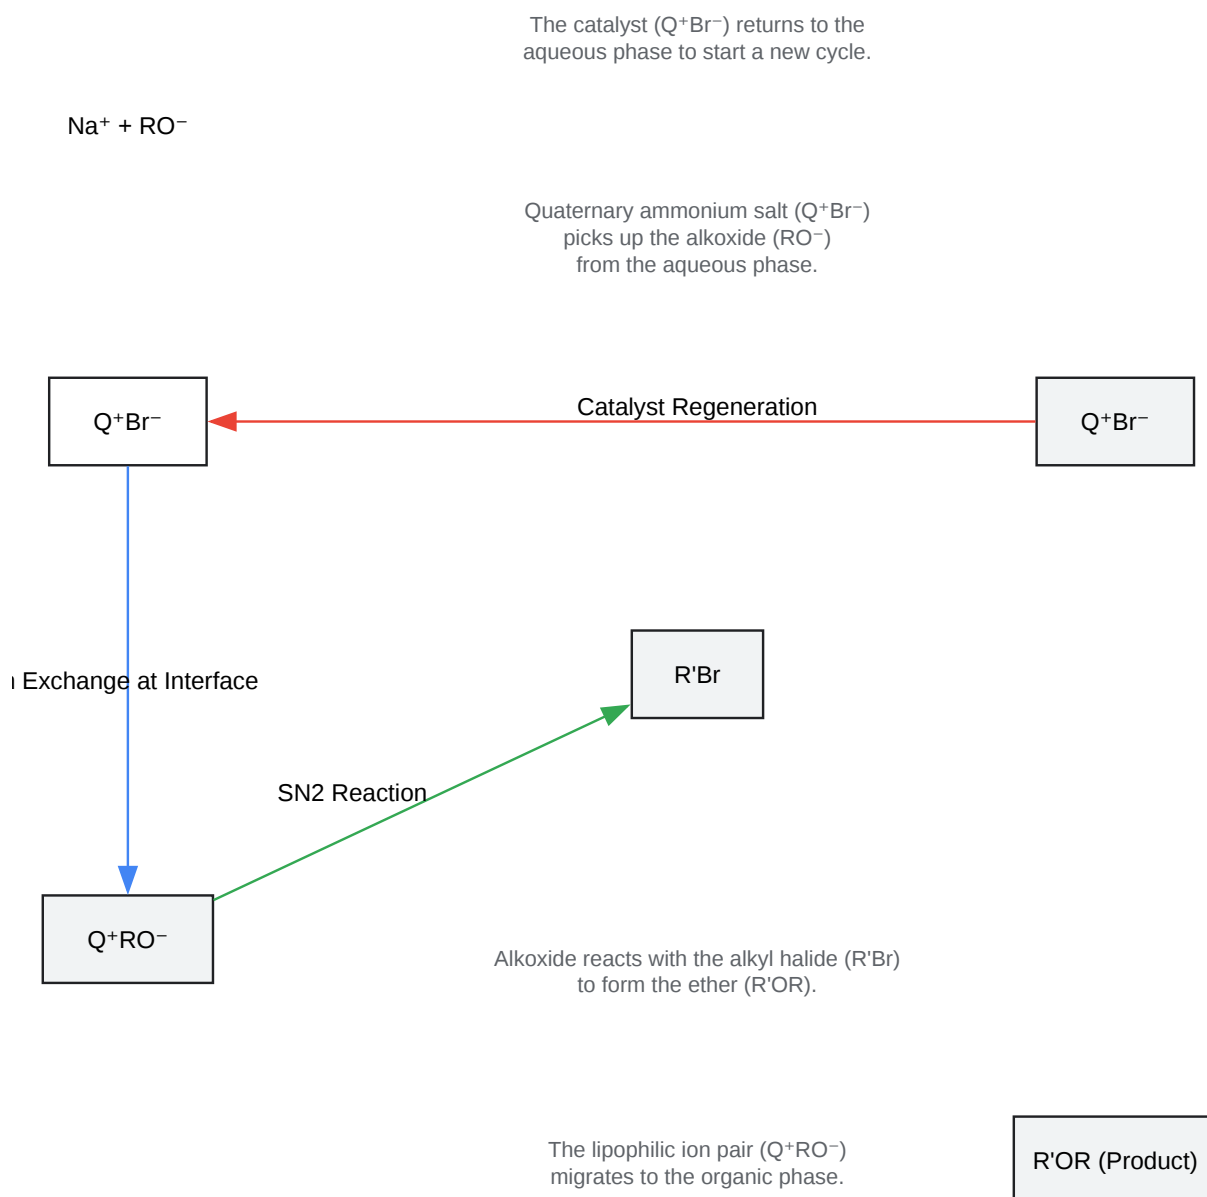 The catalyst (Q⁺Br⁻) returns to the
aqueous phase to start a new cycle.
Na⁺ + RO⁻
Quaternary ammonium salt (Q⁺Br⁻)
picks up the alkoxide (RO⁻)
from the aqueous phase.
Q⁺Br⁻
Catalyst Regeneration
Q⁺Br⁻
R'Br
Exchange at Interface
SN2 Reaction
Q⁺RO⁻
Alkoxide reacts with the alkyl halide (R'Br)
to form the ether (R'OR).
The lipophilic ion pair (Q⁺RO⁻)
migrates to the organic phase.
R'OR (Product)